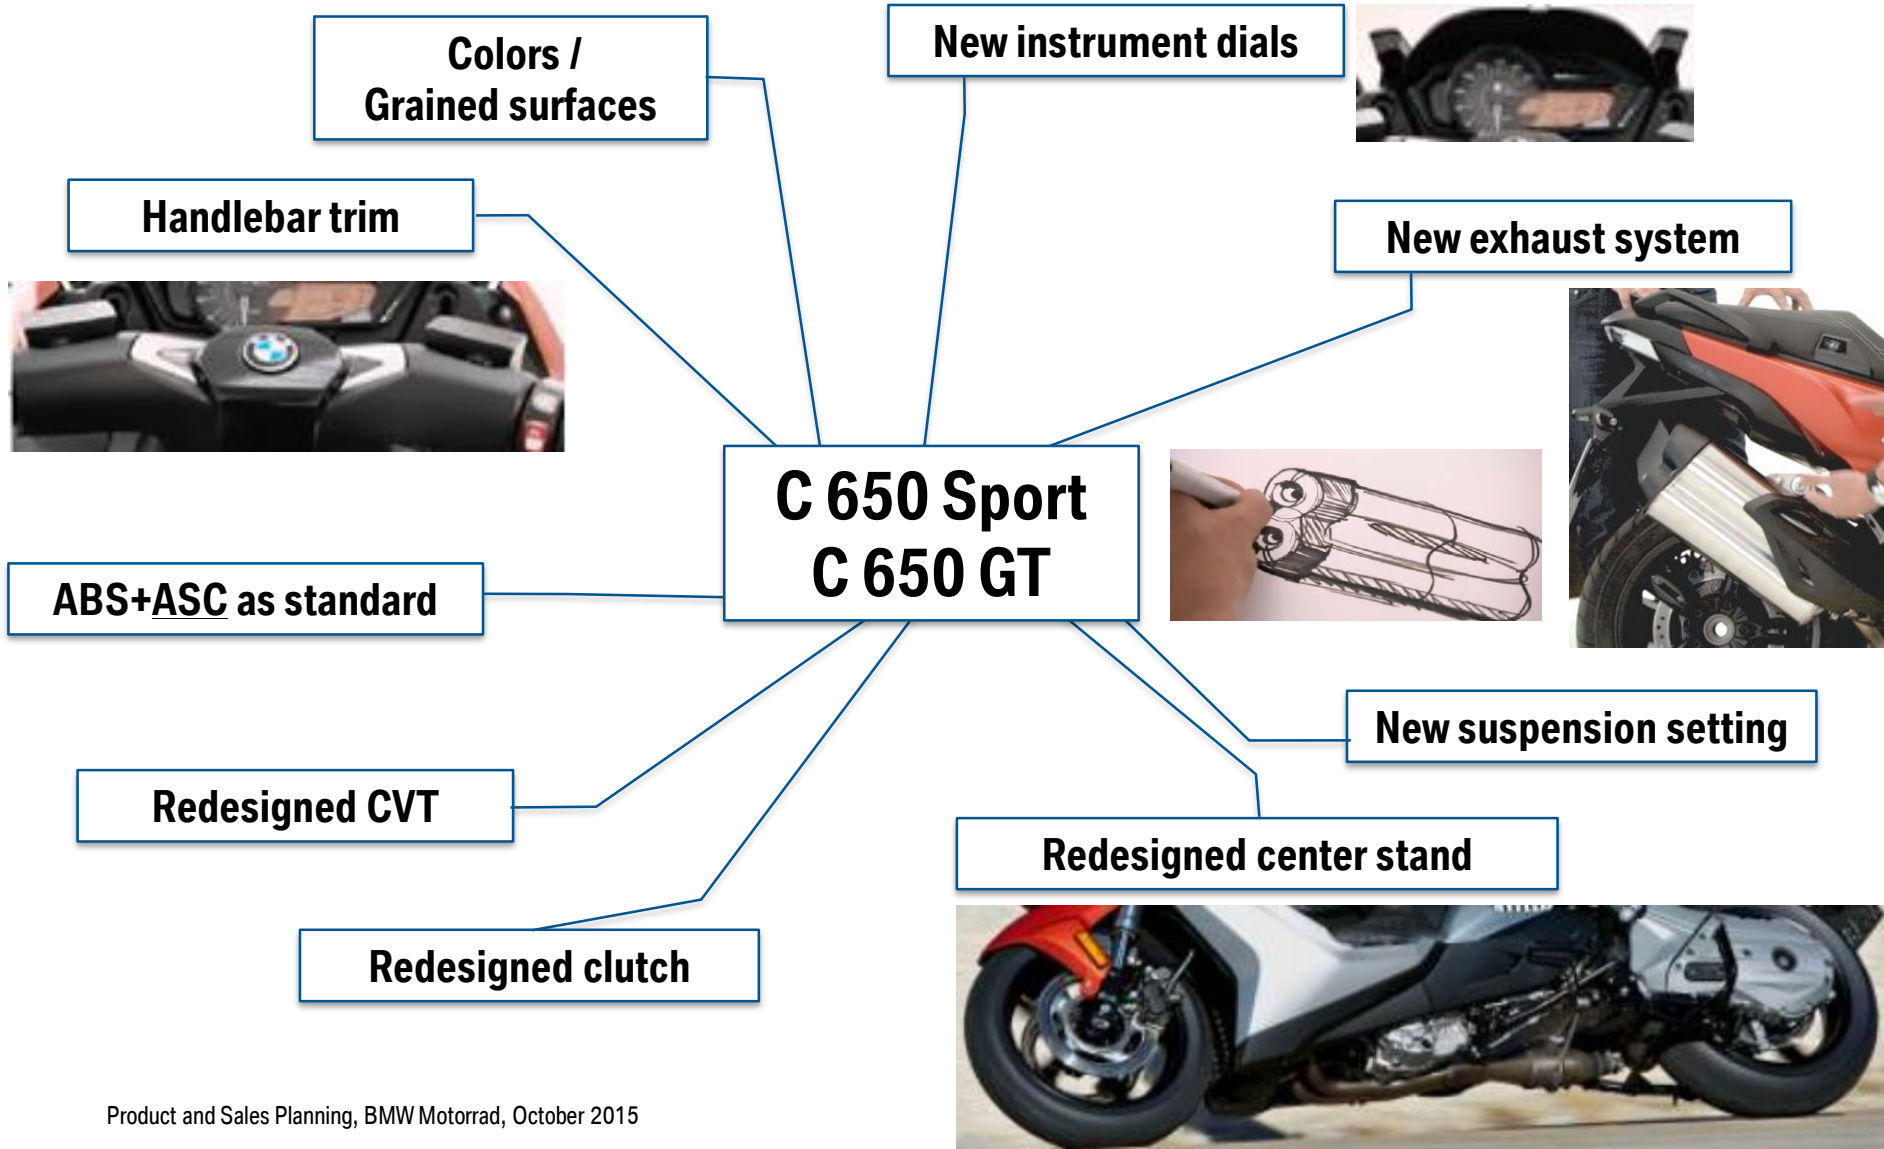 Colors /
Grained surfaces
New instrument dials
Handlebar trim
New exhaust system
C 650 Sport
C 650 GT
ABS+ASC as standard
New suspension setting
Redesigned CVT
Redesigned center stand
Redesigned clutch
Product and Sales Planning, BMW Motorrad, October 2015